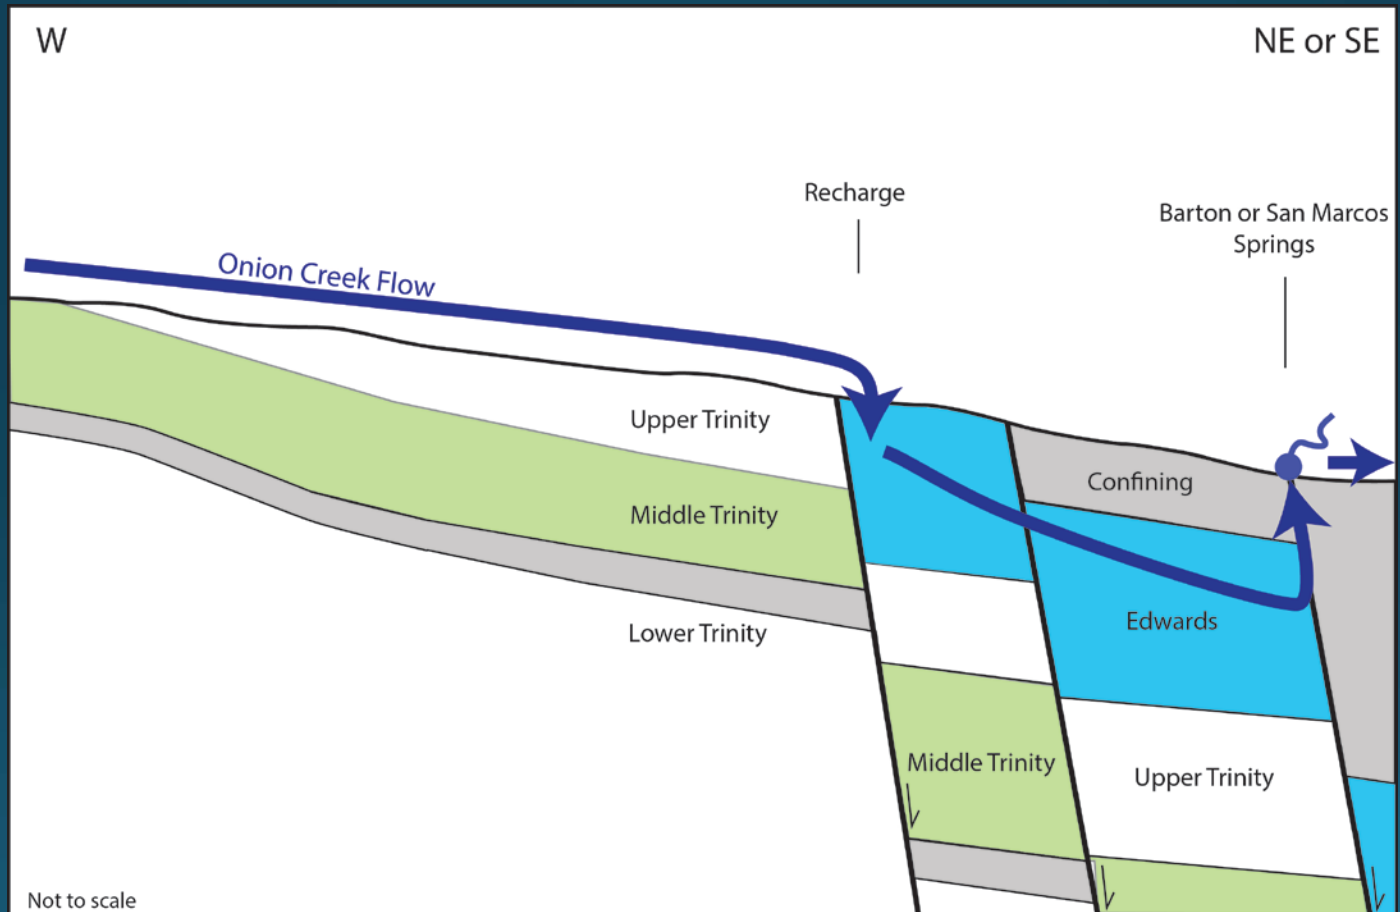 W
NE or SE
Recharge
Barton or San Marcos
Springs
Onion Creek Flow
Upper Trinity
Confining
Middle Trinity
Edwards
Lower Trinity
Middle Trinity
Upper Trinity
Not to scale